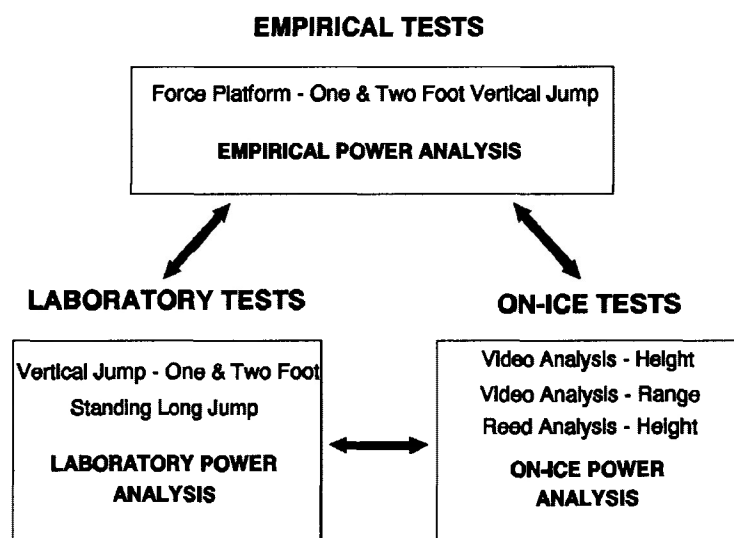 EMPIRICAL TESTS
Force Platform - One & Two Foot Vertical Jump
EMPIRICAL POWER ANALYSIS
LABORATORY TESTS
Vertical Jump - One & Two Foot
Standing Long Jump
LABORATORY POWER
ANALYSIS
ON-ICE TESTS
Video Analysis - Height
Video Analysis - Range
Reed Analysis - Height
ON-ICE POWER
ANALYSIS